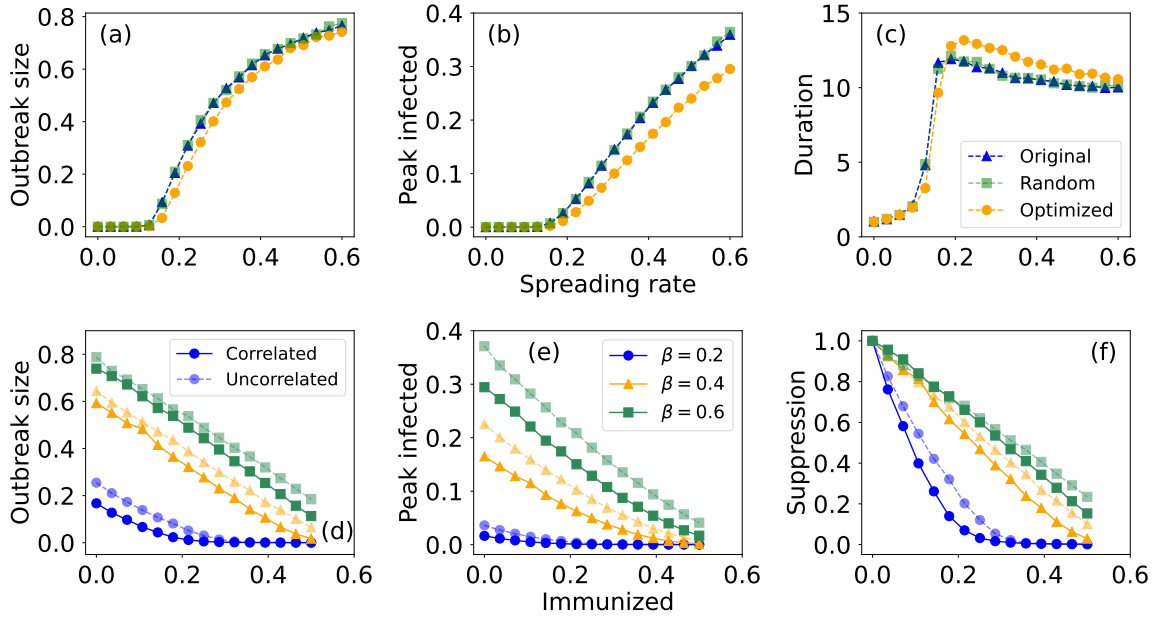 (a)
Outbreak size
0.8
0.6
0.4
0.2
0.0
0.0 0.2 0.4 0.6
(b)
Peak infected
0.4
0.3
0.2
0.1
0.0
0.0 0.2 0.4 0.6
Spreading rate
(c)
Duration
15
10
5
0
Original
Random
Optimized
0.0 0.2 0.4 0.6
Outbreak size
0.8
0.6
0.4
0.2
0.0
Correlated
Uncorrelated
(d)
0.0 0.2 0.4 0.6
Peak infected
0.4
0.3
0.2
0.1
0.0
(e)
β = 0.2
β = 0.4
β = 0.6
0.0 0.2 0.4 0.6
Immunized
Suppression
1.0
0.8
0.6
0.4
0.2
0.0
(f)
0.0 0.2 0.4 0.6